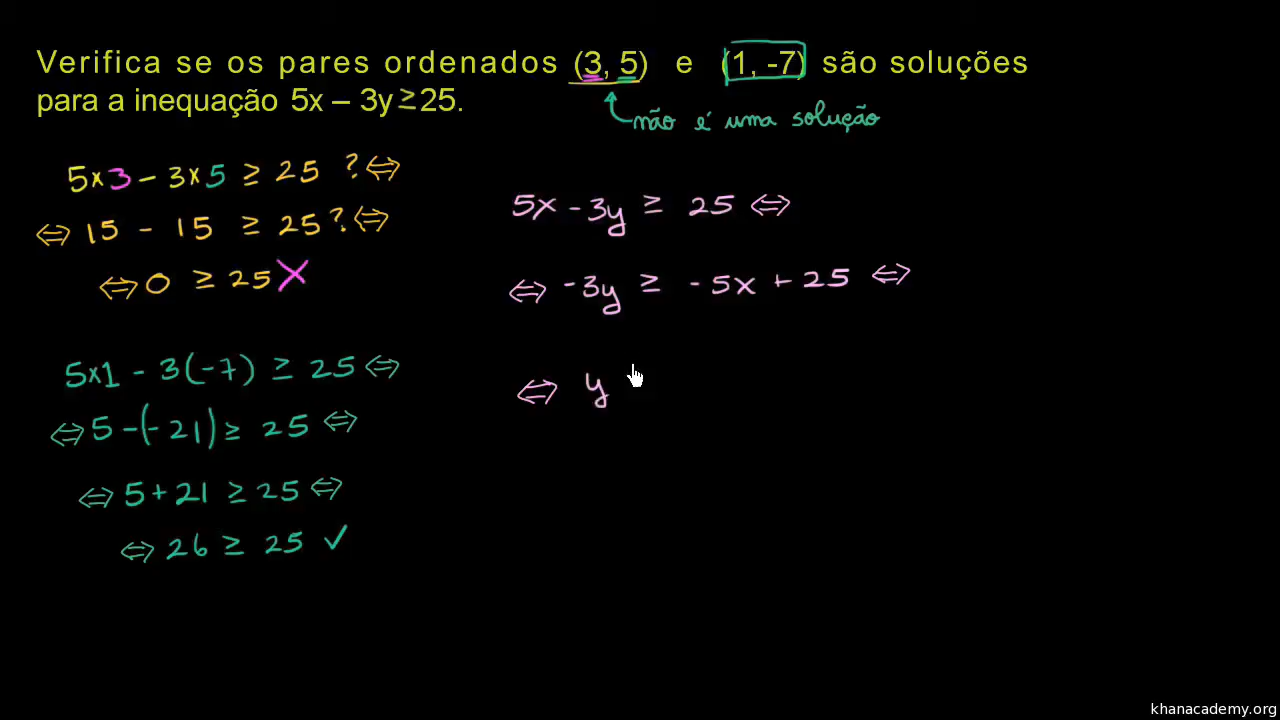 Verifica se os pares ordenados (3, 5) e (1, -7) são soluções
para a inequação 5x – 3y ≥ 25.
não é uma solução
5x3 - 3x5 ≥ 25 ? ⇔
⇔ 15 - 15 ≥ 25 ? ⇔
⇔ 0 ≥ 25 X
5x1 - 3(-7) ≥ 25 ⇔
⇔ 5 -(-21) ≥ 25 ⇔
⇔ 5 + 21 ≥ 25 ⇔
⇔ 26 ≥ 25 ✓
5x - 3y ≥ 25 ⇔
⇔ -3y ≥ -5x + 25 ⇔
⇔ y
khanacademy.org